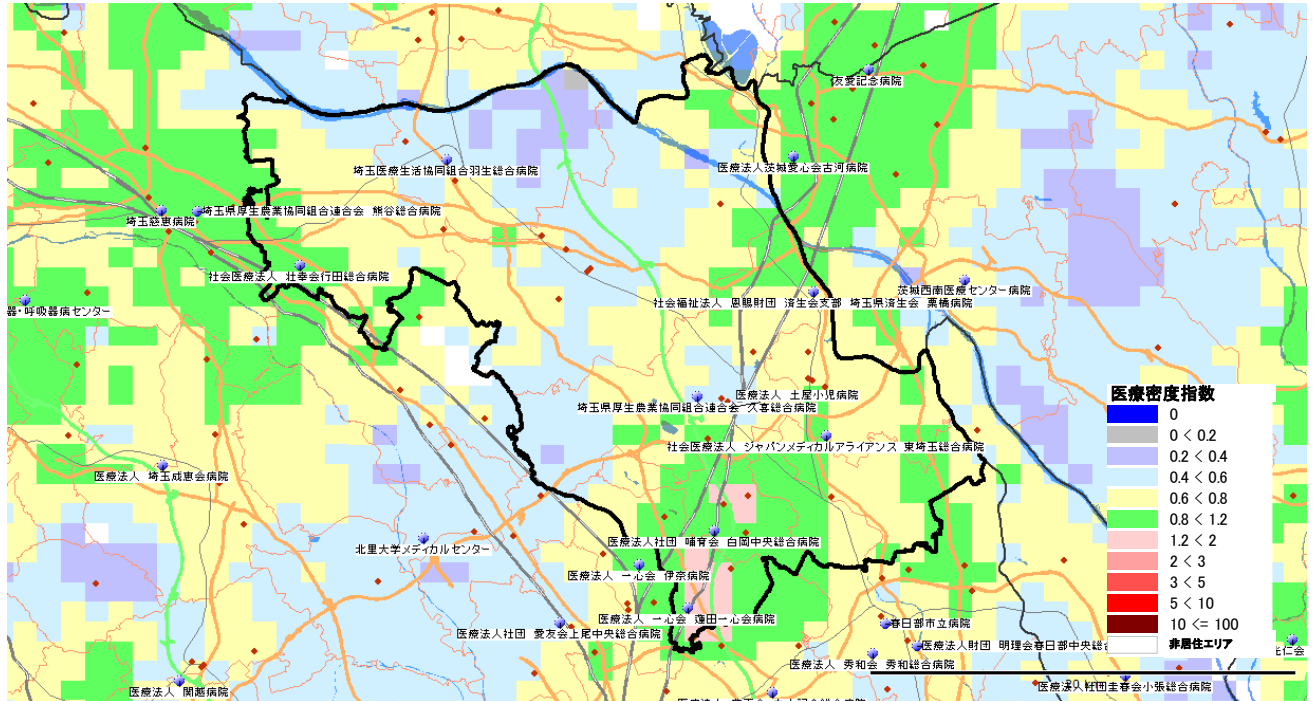 友愛記念病院
医療法人茨城愛心会古河病院
埼玉医療生活協同組合羽生総合病院
埼玉県厚生農業協同組合連合会 熊谷総合病院
埼玉慈恵病院
社会医療法人 壮幸会行田総合病院
茨城西南医療センター病院
社会福祉法人 恩賜財団 済生会支部 埼玉県済生会 栗橋病院
器・呼吸器病センター
医療法人 土屋小児病院
埼玉県厚生農業協同組合連合会 久喜総合病院
社会医療法人 ジャパンメディカルアライアンス 東埼玉総合病院
医療法人 埼玉成恵会病院
医療法人社団 哺育会 白岡中央総合病院
北里大学メディカルセンター
医療法人 一心会 伊奈病院
医療法人 一心会 蓮田一心会病院
医療法人社団 愛友会上尾中央総合病院
春日部市立病院
医療法人財団 明理会春日部中央総合
光仁会
医療法人 秀和会 秀和総合病院
医療法人 関越病院
医療法人社団圭春会小張総合病院
医療密度指数
0
0 < 0.2
0.2 < 0.4
0.4 < 0.6
0.6 < 0.8
0.8 < 1.2
1.2 < 2
2 < 3
3 < 5
5 < 10
10 <= 100
非居住エリア